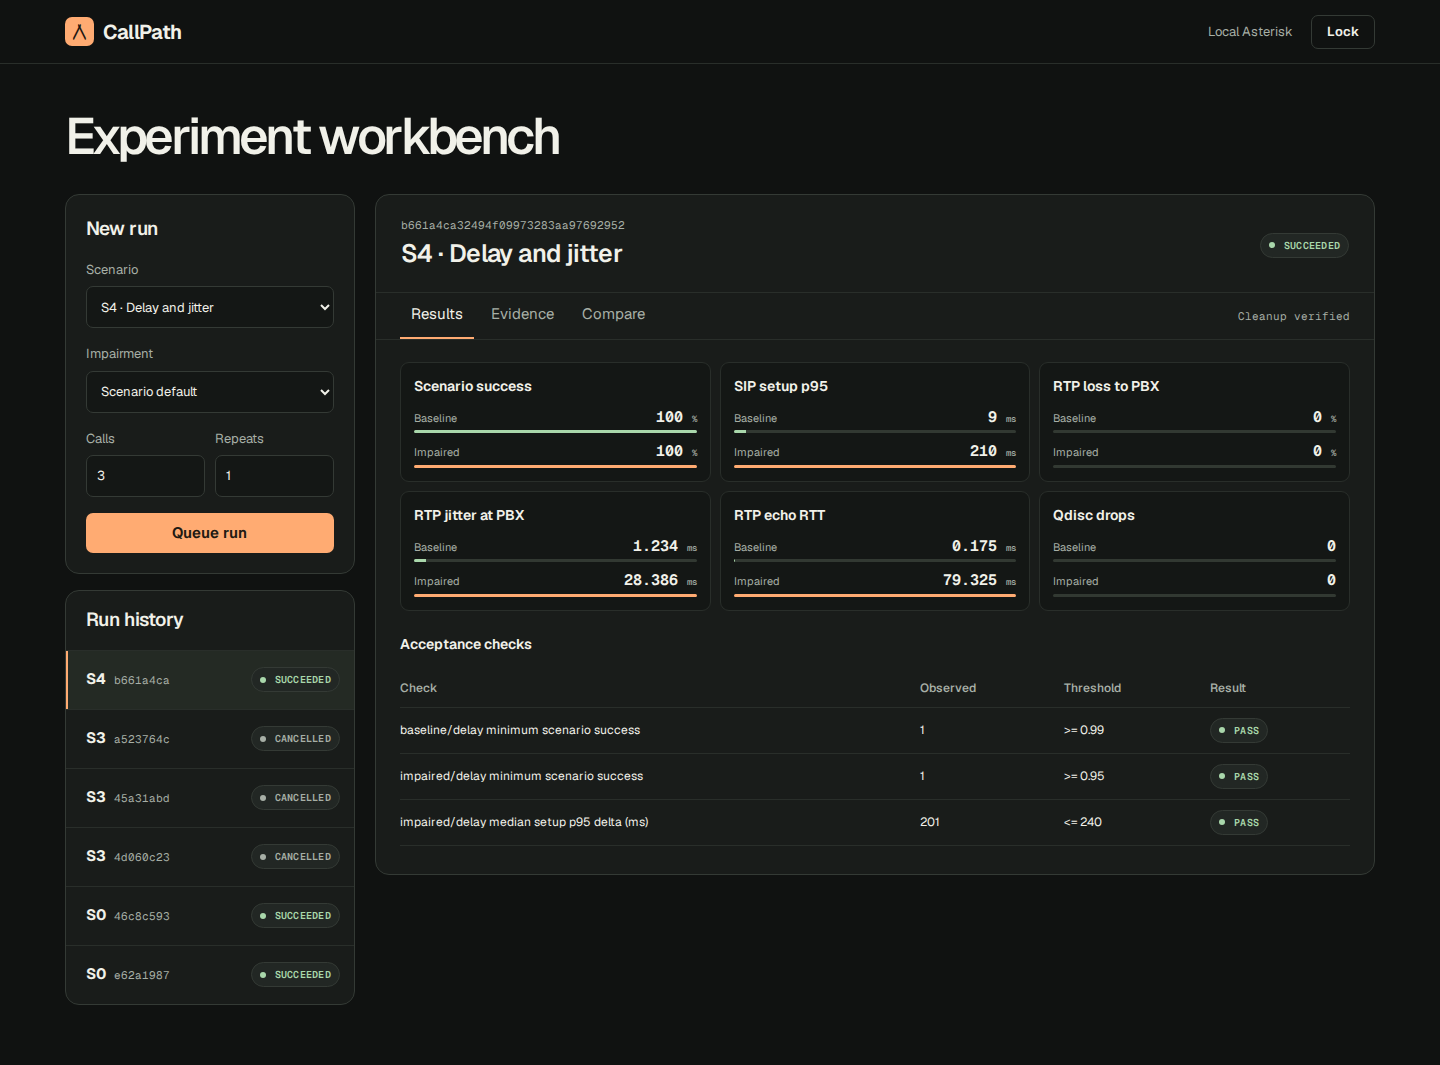 CallPath
Local Asterisk
Lock
Experiment workbench
New run
Scenario
S4 · Delay and jitter
Impairment
Scenario default
Calls Repeats
3 1
Queue run
Run history
S4 b661a4ca SUCCEEDED
S3 a523764c CANCELLED
S3 45a31abd CANCELLED
S3 4d060c23 CANCELLED
S0 46c8c593 SUCCEEDED
S0 e62a1987 SUCCEEDED
b661a4ca32494f09973283aa97692952
S4 · Delay and jitter
SUCCEEDED
Results Evidence Compare
Cleanup verified
Scenario success
Baseline 100 %
Impaired 100 %
SIP setup p95
Baseline 9 ms
Impaired 210 ms
RTP loss to PBX
Baseline 0 %
Impaired 0 %
RTP jitter at PBX
Baseline 1.234 ms
Impaired 28.386 ms
RTP echo RTT
Baseline 0.175 ms
Impaired 79.325 ms
Qdisc drops
Baseline 0
Impaired 0
Acceptance checks
Check Observed Threshold Result
baseline/delay minimum scenario success 1 >= 0.99 PASS
impaired/delay minimum scenario success 1 >= 0.95 PASS
impaired/delay median setup p95 delta (ms) 201 <= 240 PASS